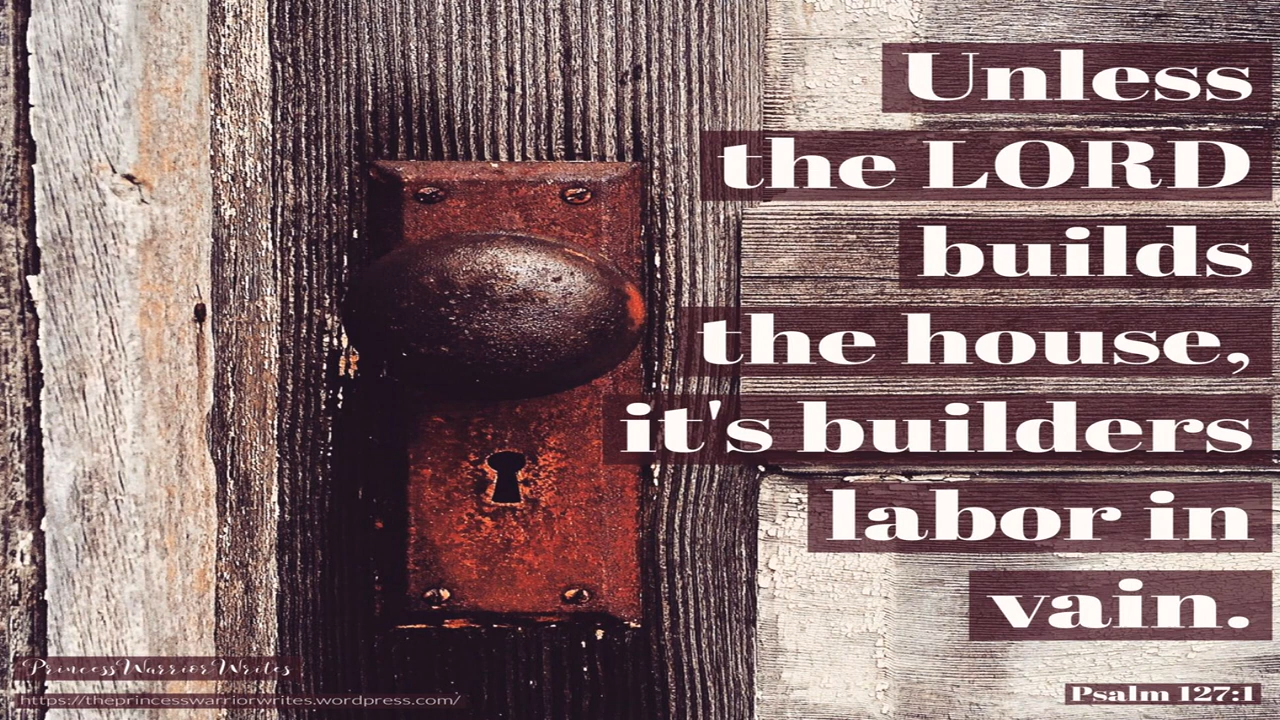 Unless
the LORD
builds
the house,
it's builders
labor in
vain.
Psalm 127:1
PrincessWarriorWrites
https://theprincesswarriorwrites.wordpress.com/